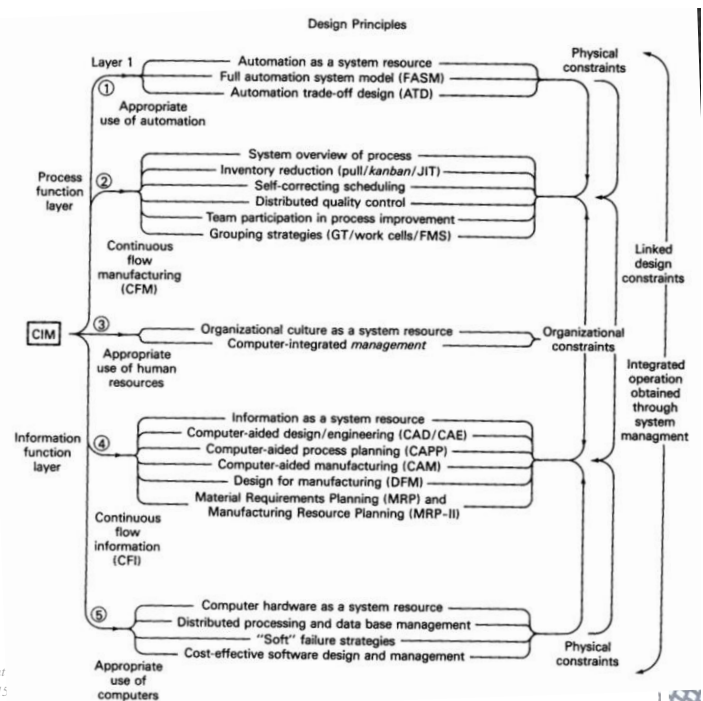 Design Principles
Layer 1
①
Appropriate
use of automation
Automation as a system resource
Full automation system model (FASM)
Automation trade-off design (ATD)
Physical
constraints
Process
function
layer
②
Continuous
flow
manufacturing
(CFM)
System overview of process
Inventory reduction (pull/kanban/JIT)
Self-correcting scheduling
Distributed quality control
Team participation in process improvement
Grouping strategies (GT/work cells/FMS)
Linked
design
constraints
CIM
③
Appropriate
use of human
resources
Organizational culture as a system resource
Computer-integrated management
Organizational
constraints
Integrated
operation
obtained
through
system
managment
Information
function
layer
④
Continuous
flow
information
(CFI)
Information as a system resource
Computer-aided design/engineering (CAD/CAE)
Computer-aided process planning (CAPP)
Computer-aided manufacturing (CAM)
Design for manufacturing (DFM)
Material Requirements Planning (MRP) and
Manufacturing Resource Planning (MRP-II)
⑤
Appropriate
use of
computers
Computer hardware as a system resource
Distributed processing and data base management
"Soft" failure strategies
Cost-effective software design and management
Physical
constraints